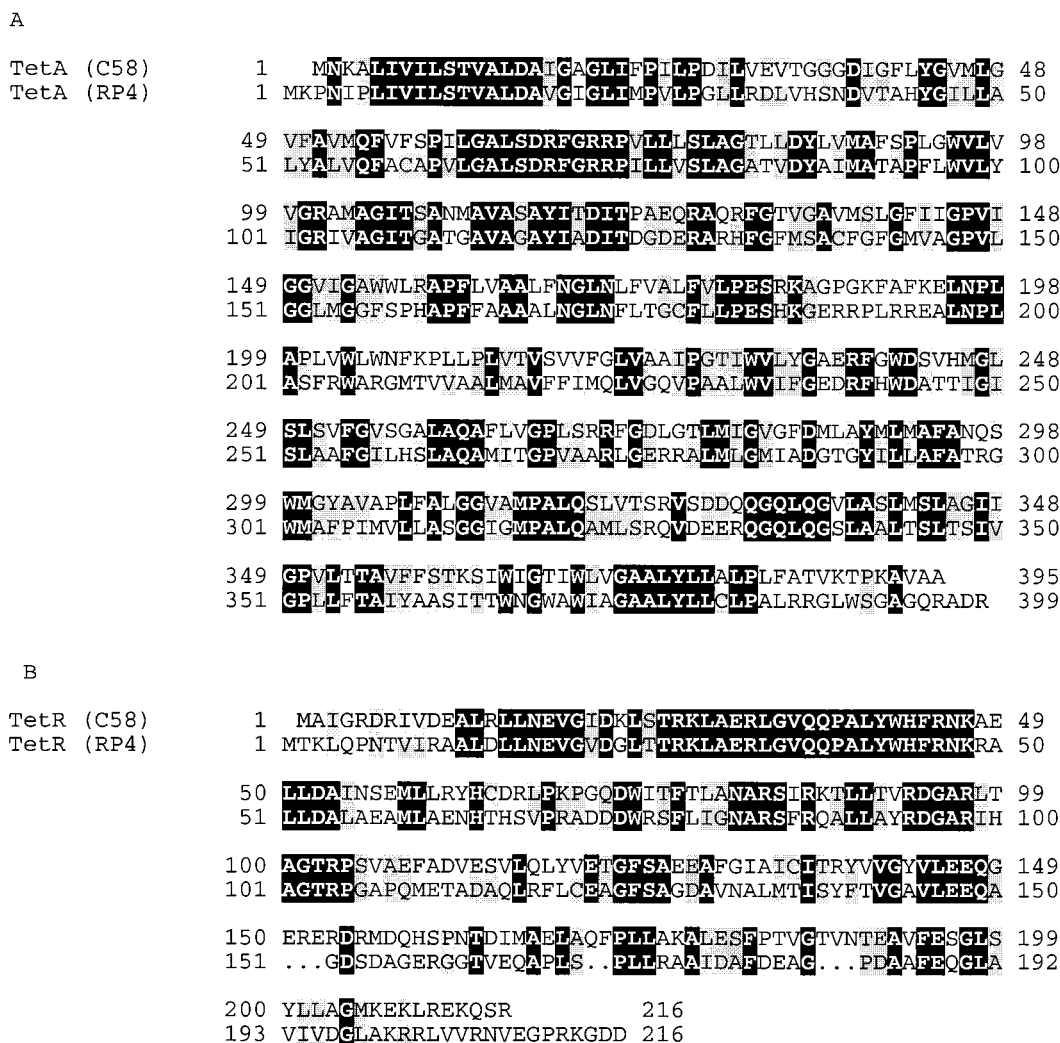 A
TetA (C58) 1 MNKALIVILSTVALDAIGAGLIFPILPDILVEVTGGGDIGFLYGVMLG 48
TetA (RP4) 1 MKPNIPLIVILSTVALDAVGIGLIMPVLPGLLRDLVHSNDVTAHYGILLA 50
49 VFAVMQFVFSPILGALSDRFGRRPVLLLSLAGTLLDYLVMAFSPLGWVLV 98
51 LYALVQFACAPVLGALSDRFGRRPILLVSLAGATVDYAIMATAPFLWVLY 100
99 VGRAMAGITSANMAVASAYITDITPAEQRAQRFGTVGAVMSLGFIIGPVI 148
101 IGRIVAGITGATGAVAGAYIADITDGDERARHFGFMSACFGFGMVAGPVL 150
149 GGVIGAWWLRAPFLVAALFNGLNLFVALFVLPESRKAGPGKFAFKELNPL 198
151 GGLMGGFSPHAPFFAAAALNGLNFLTGCFLLPESHKGERRPLRREALNPL 200
199 APLVWLWNFKPLLPLVTVSVVFGLVAAIPGTIWVLYGAERFGWDSVHMGL 248
201 ASFRWARGMTVVAALMAVFFIMQLVGQVPAALWVIFGEDRFHWDATTIGI 250
249 SLSVFGVSGALAQAFLVGPLSRRFGDLGTLMIGVGFDMLAYMLMAFANQS 298
251 SLAAFGILHSLAQAMITGPVAARLGERRALMLGMIADGTGYILLAFATRG 300
299 WMGYAVAPLFALGGVAMPALQSLVTSRVSDDQQGQLQGVLASLMSLAGII 348
301 WMAFPIMVLLASGGIGMPALQAMLSRQVDEERQGQLQGSLAALTSLTSIV 350
349 GPVLTTAVFFSTKSIWIGTIWLVGAALYLLALPLFATVKTPKAVAA 395
351 GPLLFTAIYAASITTWNGWAWIAGAALYLLCLPALRRGLWSGAGQRADR 399
B
TetR (C58) 1 MAIGRDRIVDEALRLLNEVGIDKLSTRKLAERLGVQQPALYWHFRNKAE 49
TetR (RP4) 1 MTKLQPNTVIRAALDLLNEVGVDGLTTRKLAERLGVQQPALYWHFRNKRA 50
50 LLDAINSEMLLRYHCDRLPKPGQDWITFTLANARSIRKTLLTVRDGARLT 99
51 LLDALAEAMLAENHTHSVPRADDDWRSFLIGNARSFRQALLAYRDGARIH 100
100 AGTRPSVAEFADVESVLQLYVETGFSAEEAFGIAICITRYVVGYVLEEQG 149
101 AGTRPGAPQMETADAQLRFLCEAGFSAGDAVNALMTISYFTVGAVLEEQA 150
150 ERERDRMDQHSPNTDIMAELAQFPLLAKALESFPTVGTVNTEAVFESGLS 199
151 ...GDSDAGERGGTVEQAPLS..PLLRAAIDAFDEAG...PDAAFEQGLA 192
200 YLLAGMKEKLREKQSR 216
193 VIVDGLAKRRLVVRNVEGPRKGDD 216